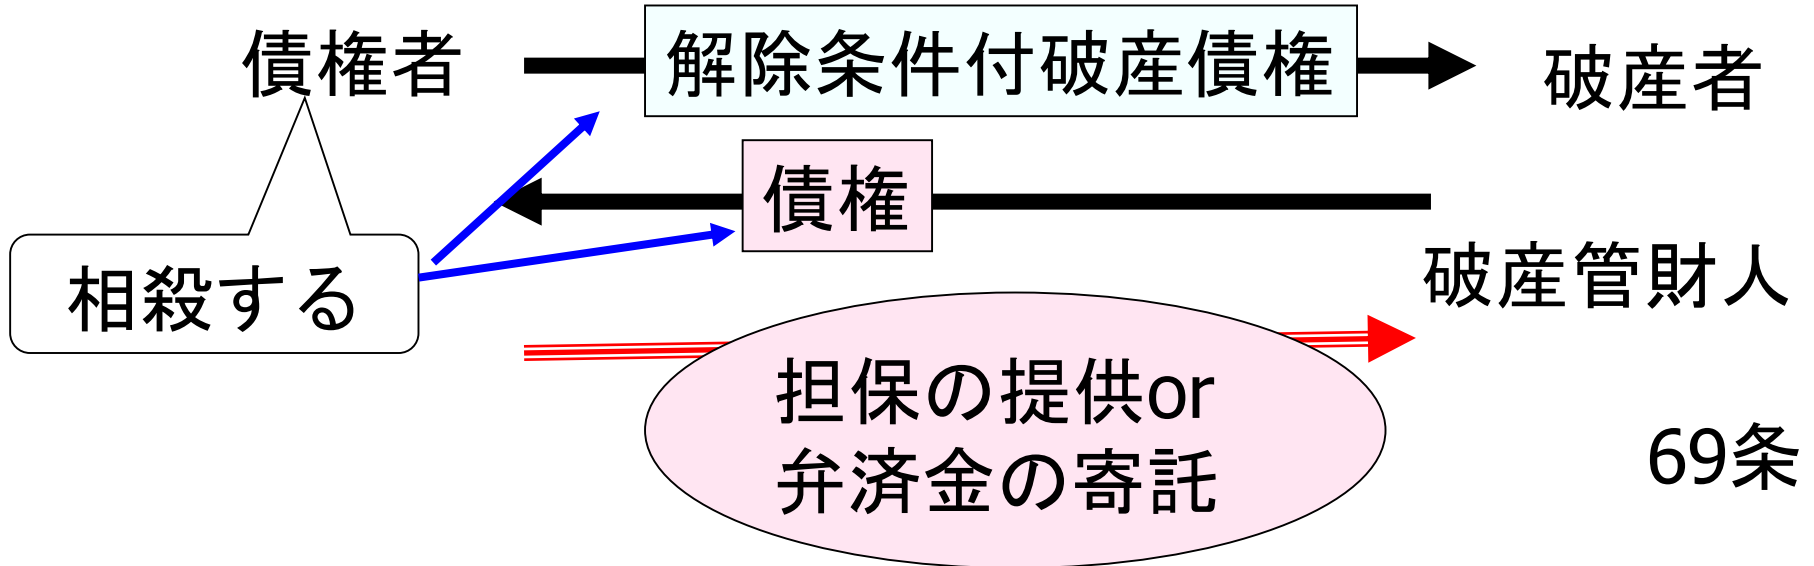 債権者
解除条件付破産債権
破産者
債権
相殺する
破産管財人
担保の提供or
弁済金の寄託
69条